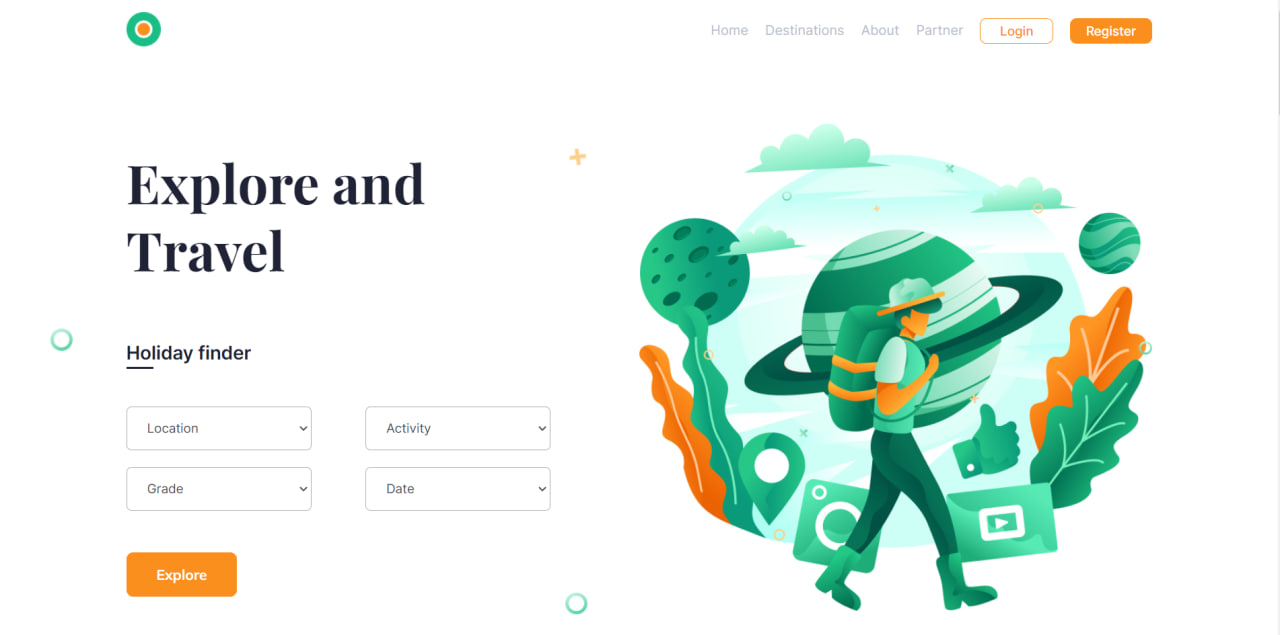 Home Destinations About Partner Login Register
Explore and
Travel
Holiday finder
Location Activity
Grade Date
Explore